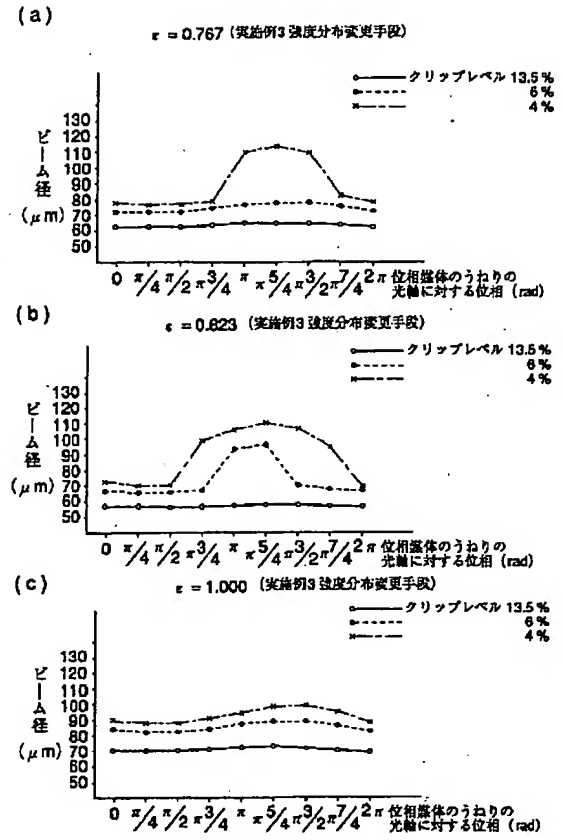 (a)
ε = 0.767 (実施例3 強度分布変更手段)
クリップレベル 13.5%
6%
4%
130
120
110
100
90
80
70
60
50
ビーム径
(μm)
0 π/4 π/2 π3/4 π π5/4 π3/2 π7/4 2π
位相媒体のうねりの
光軸に対する位相 (rad)
(b)
ε = 0.823 (実施例3 強度分布変更手段)
クリップレベル 13.5%
6%
4%
130
120
110
100
90
80
70
60
50
ビーム径
(μm)
0 π/4 π/2 π3/4 π π5/4 π3/2 π7/4 2π
位相媒体のうねりの
光軸に対する位相 (rad)
(c)
ε = 1.000 (実施例3 強度分布変更手段)
クリップレベル 13.5%
6%
4%
130
120
110
100
90
80
70
60
50
ビーム径
(μm)
0 π/4 π/2 π3/4 π π5/4 π3/2 π7/4 2π
位相媒体のうねりの
光軸に対する位相 (rad)